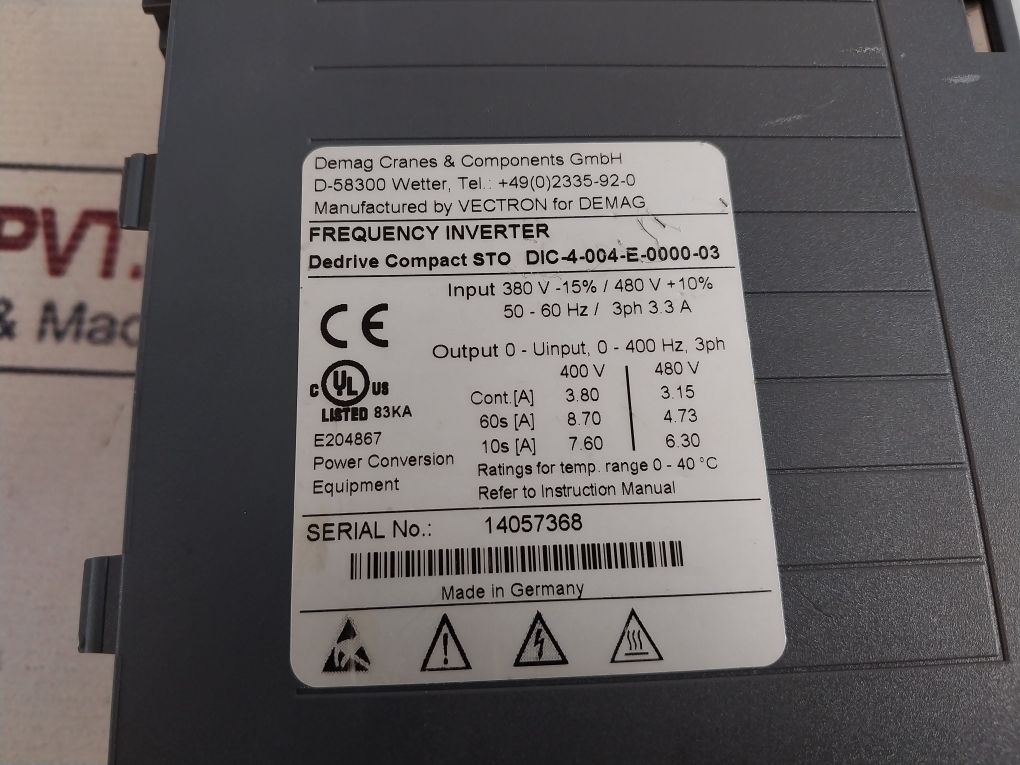 PVT.
& Mac
Demag Cranes & Components GmbH
D-58300 Wetter, Tel.: +49(0)2335-92-0
Manufactured by VECTRON for DEMAG
FREQUENCY INVERTER
Dedrive Compact STO DIC-4-004-E-0000-03
Input 380 V -15% / 480 V +10%
50 - 60 Hz / 3ph 3.3 A
CE
Output 0 - Uinput, 0 - 400 Hz, 3ph
400 V 480 V
Cont.[A] 3.80 3.15
60s [A] 8.70 4.73
10s [A] 7.60 6.30
C UL US
LISTED 83KA
E204867
Power Conversion
Equipment
Ratings for temp. range 0 - 40 °C
Refer to Instruction Manual
SERIAL No.: 14057368
Made in Germany